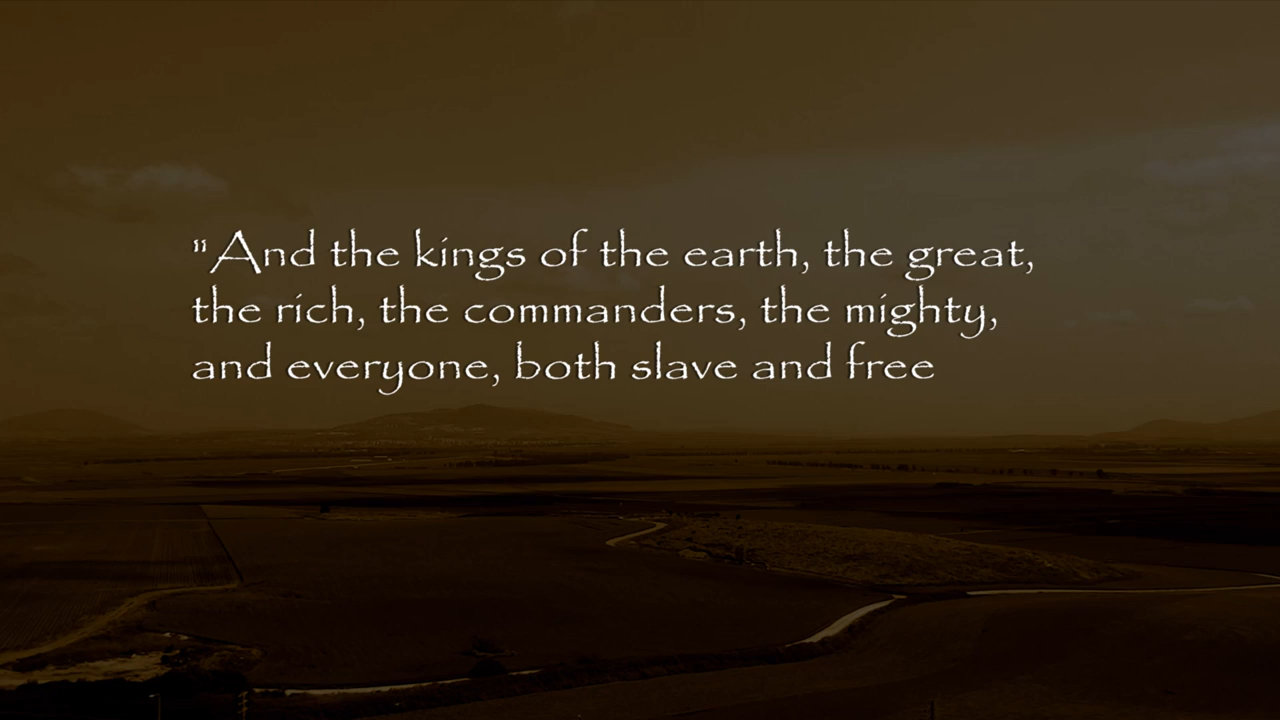 "And the kings of the earth, the great,
the rich, the commanders, the mighty,
and everyone, both slave and free